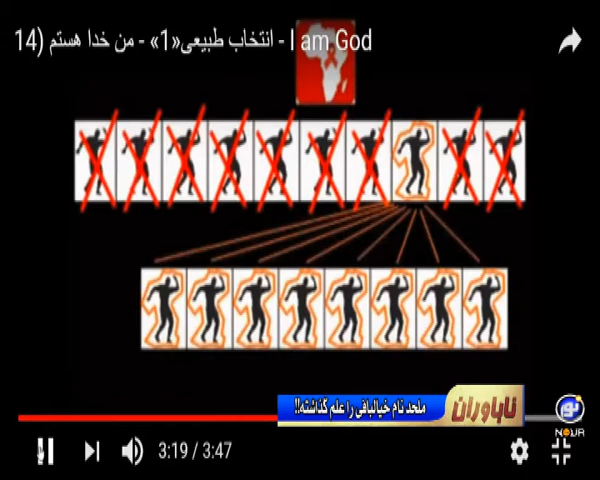 14) من خدا هستم - انتخاب طبیعی«1» - I am God
ملحد نام خیالبافی را علم گذاشته!!
ناباوران
نور
NOUR
3:19 / 3:47